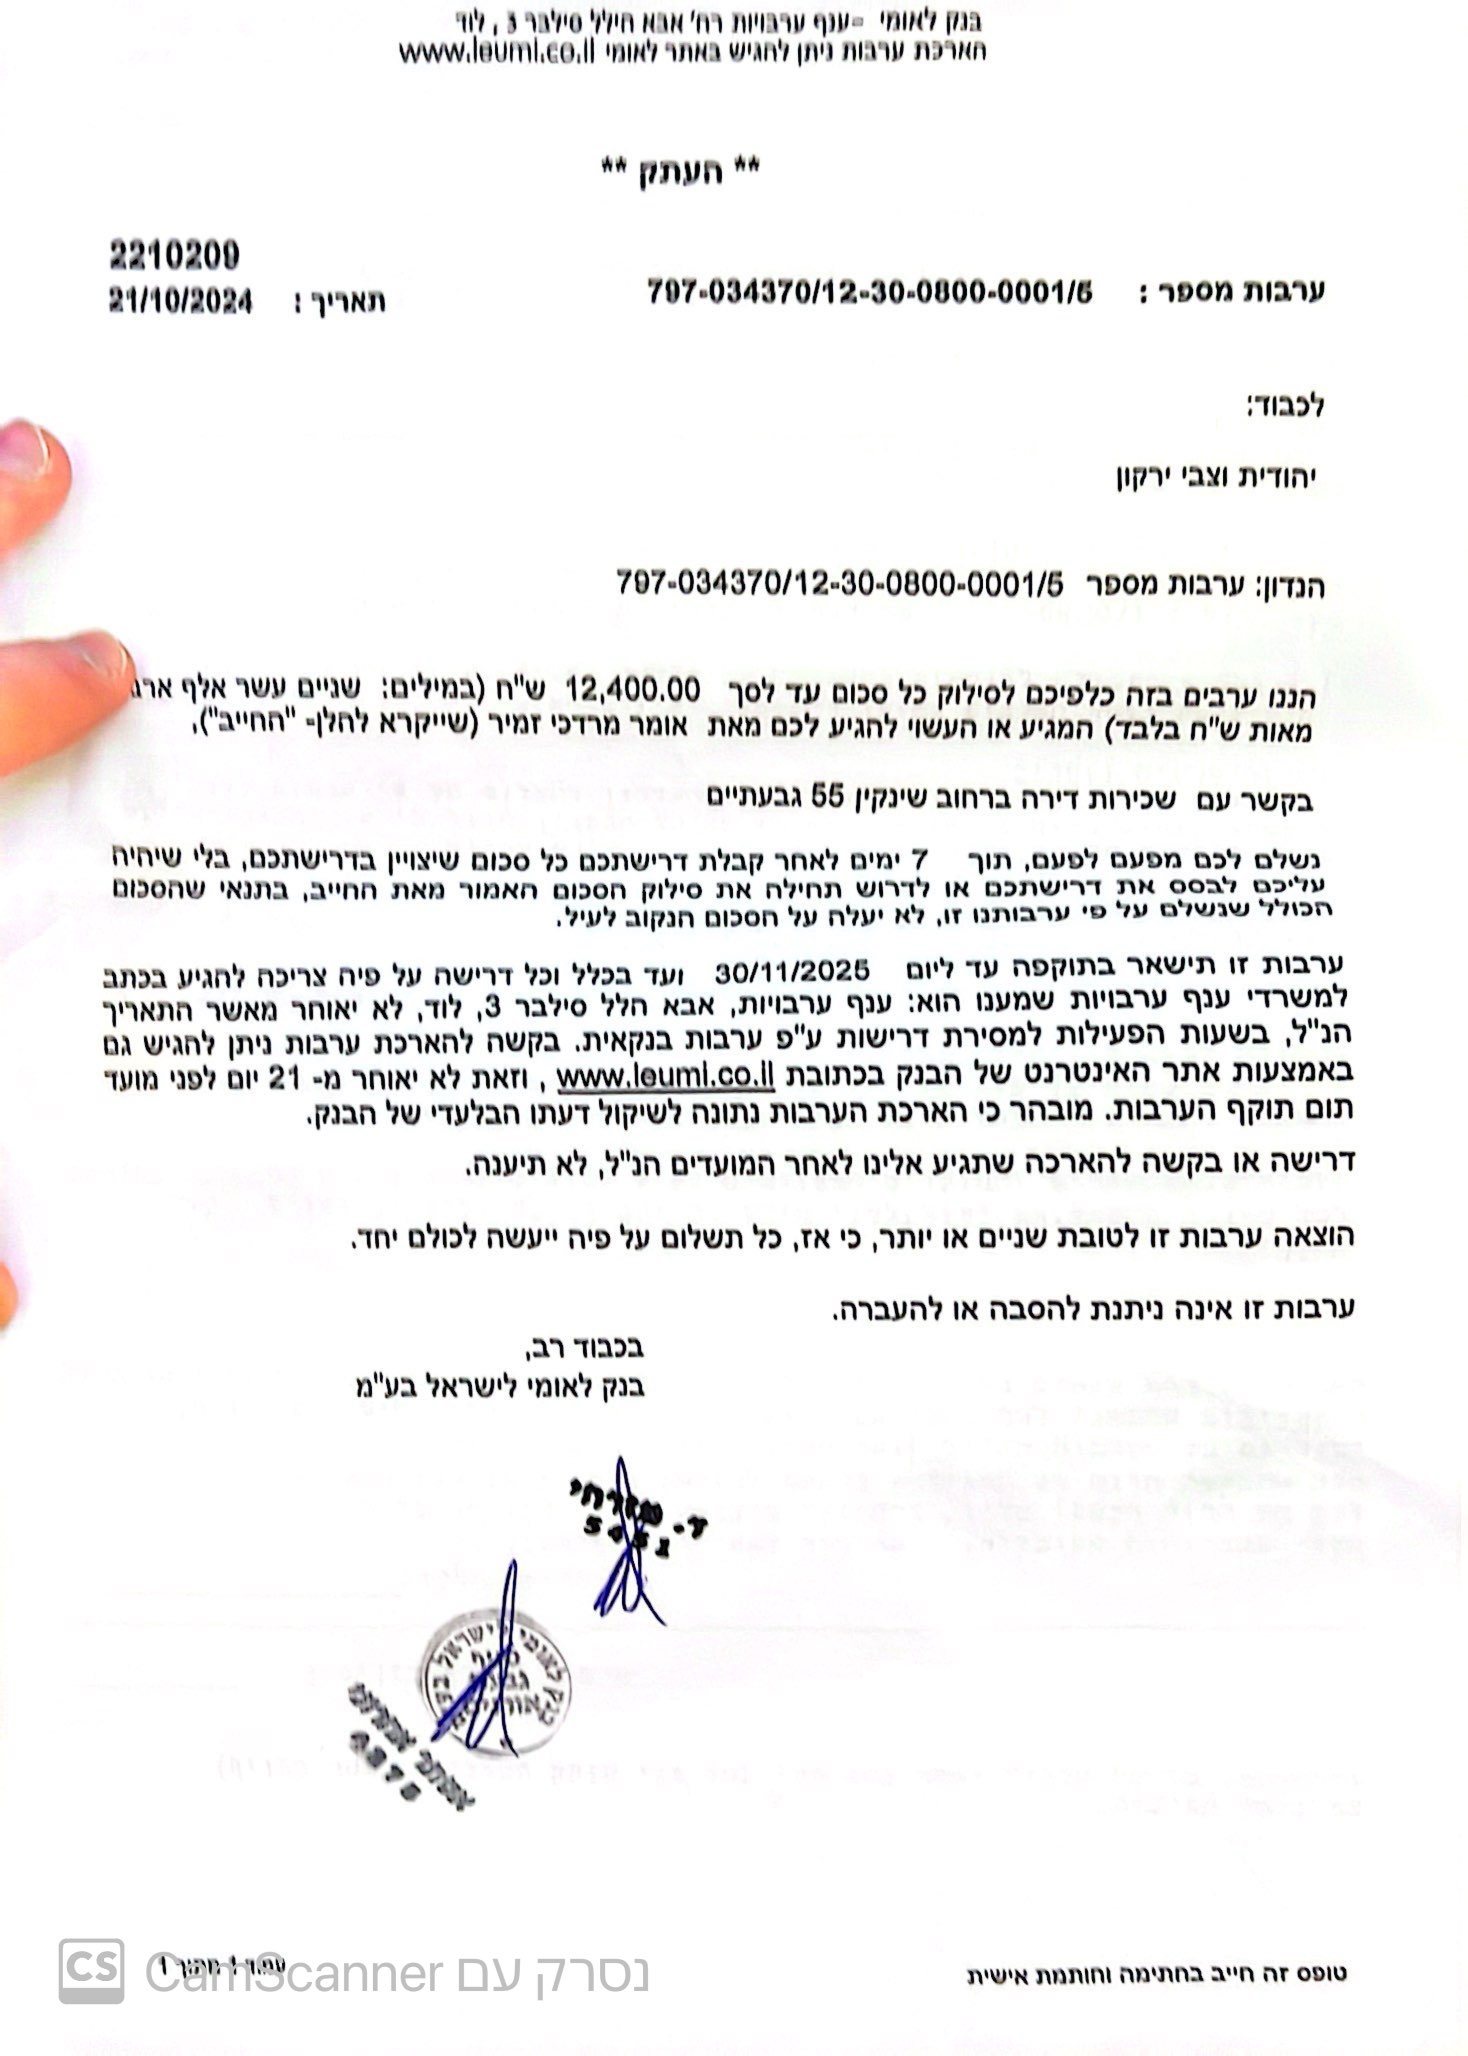 בנק לאומי -ענף ערבויות רח' אבא חילל סילבר 3 , לוד
הארכת ערבות ניתן להגיש באתר לאומי www.leumi.co.il
** העתק **
2210209
ערבות מספר : 797-034370/12-30-0800-0001/5 תאריך : 21/10/2024
לכבוד:
יהודית וצבי ירקון
הנדון: ערבות מספר 797-034370/12-30-0800-0001/5
הננו ערבים בזה כלפיכם לסילוק כל סכום עד לסך 12,400.00 ש"ח (במילים: שניים עשר אלף
מאות ש"ח בלבד) המגיע או העשוי להגיע לכם מאת אומר מרדכי זמיר (שייקרא להלן- "החייב"),
בקשר עם שכירות דירה ברחוב שינקין 55 גבעתיים
נשלם לכם מפעם לפעם, תוך 7 ימים לאחר קבלת דרישתכם כל סכום שיצויין בדרישתכם, בלי שיהיה
עליכם לבסס את דרישתכם או לדרוש תחילה את סילוק הסכום האמור מאת החייב, בתנאי שהסכום
הכולל שנשלם על פי ערבותנו זו, לא יעלה על הסכום הנקוב לעיל.
ערבות זו תישאר בתוקפה עד ליום 30/11/2025 ועד בכלל וכל דרישה על פיה צריכה להגיע בכתב
למשרדי ענף ערבויות שמענו הוא: ענף ערבויות, אבא הלל סילבר 3, לוד, לא יאוחר מאשר התאריך
הנ"ל, בשעות הפעילות למסירת דרישות ע"פ ערבות בנקאית. בקשה להארכת ערבות ניתן להגיש גם
באמצעות אתר האינטרנט של הבנק בכתובת www.leumi.co.il , וזאת לא יאוחר מ- 21 יום לפני מועד
תום תוקף הערבות. מובהר כי הארכת הערבות נתונה לשיקול דעתו הבלעדי של הבנק.
דרישה או בקשה להארכה שתגיע אלינו לאחר המועדים הנ"ל, לא תיענה.
הוצאה ערבות זו לטובת שניים או יותר, כי אז, כל תשלום על פיה ייעשה לכולם יחד.
ערבות זו אינה ניתנת להסבה או להעברה.
בכבוד רב,
בנק לאומי לישראל בע"מ
בנק לאומי לישראל
טופס זה חייב בחתימה וחותמת אישית
עמוד 1 מתוך 1
CS נסרק עם CamScanner